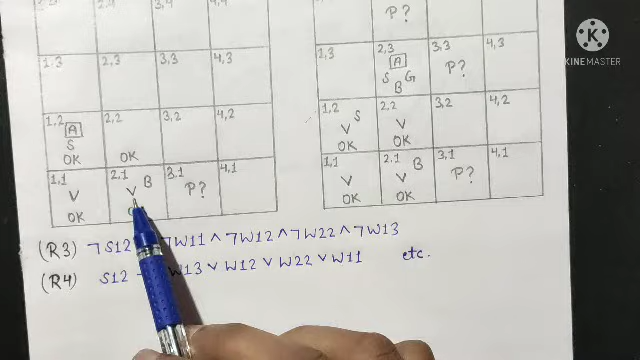 P?
1,3 2,3 3,3 4,3
1,3 2,3 A S G B 3,3 P? 4,3
1,2 A S OK 2,2 OK 3,2 4,2
1,2 S V OK 2,2 V OK 3,2 4,2
1,1 V OK 2,1 B V 3,1 P? 4,1
1,1 V OK 2,1 B V OK 3,1 P? 4,1
(R3) ¬S12 ¬W11 ∧ ¬W12 ∧ ¬W22 ∧ ¬W13
(R4) S12 W13 ∨ W12 ∨ W22 ∨ W11 etc.
K
KINEMASTER